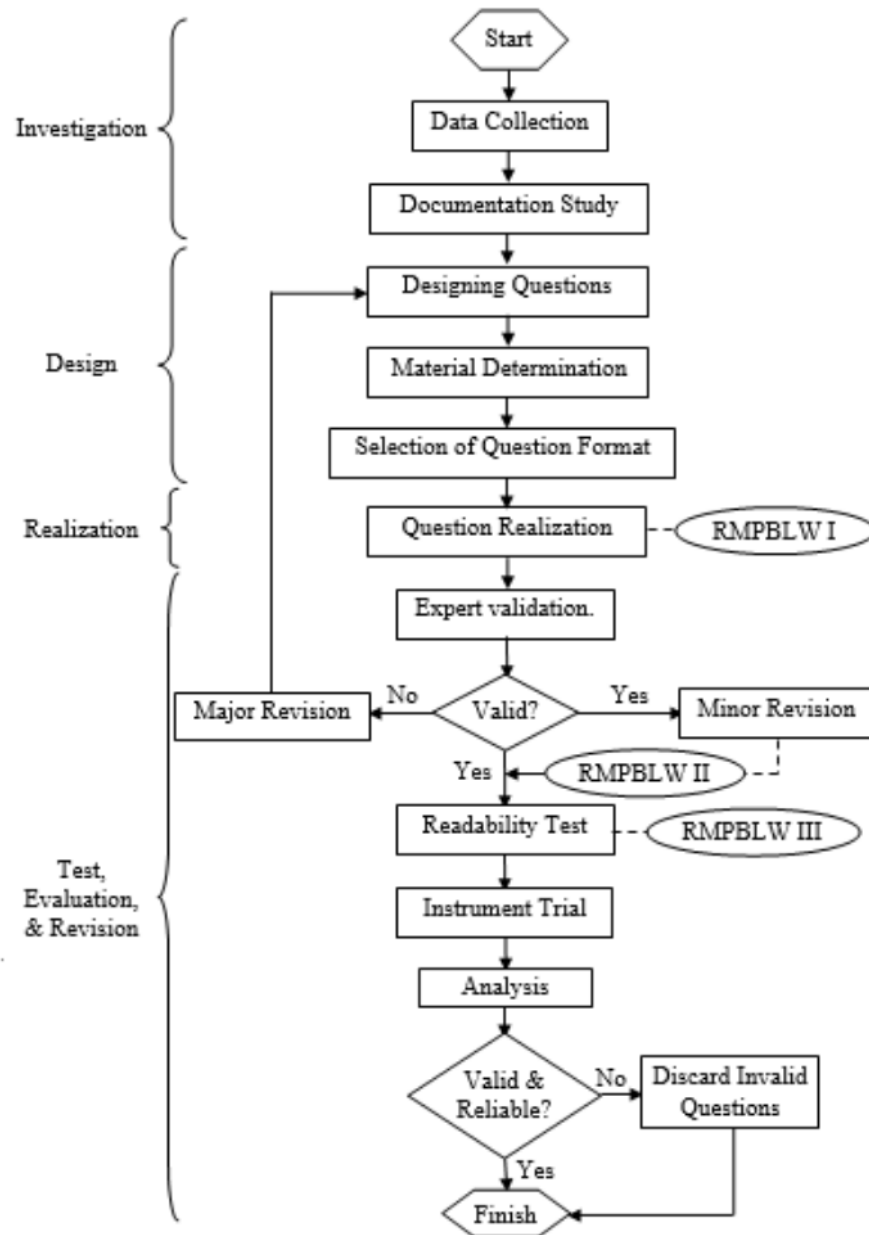 Start
Investigation
Data Collection
Documentation Study
Designing Questions
Design
Material Determination
Selection of Question Format
Realization
Question Realization
RMPBLW I
Expert validation.
Major Revision
No
Valid?
Yes
Minor Revision
Yes
RMPBLW II
Readability Test
RMPBLW III
Test,
Evaluation,
& Revision
Instrument Trial
Analysis
Valid &
Reliable?
No
Discard Invalid
Questions
Yes
Finish